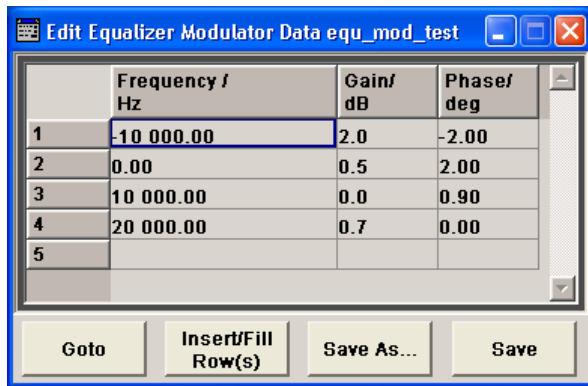 Edit Equalizer Modulator Data equ_mod_test
Frequency / Hz Gain/ dB Phase/ deg
1 -10 000.00 2.0 -2.00
2 0.00 0.5 2.00
3 10 000.00 0.0 0.90
4 20 000.00 0.7 0.00
5
Goto Insert/Fill Row(s) Save As... Save